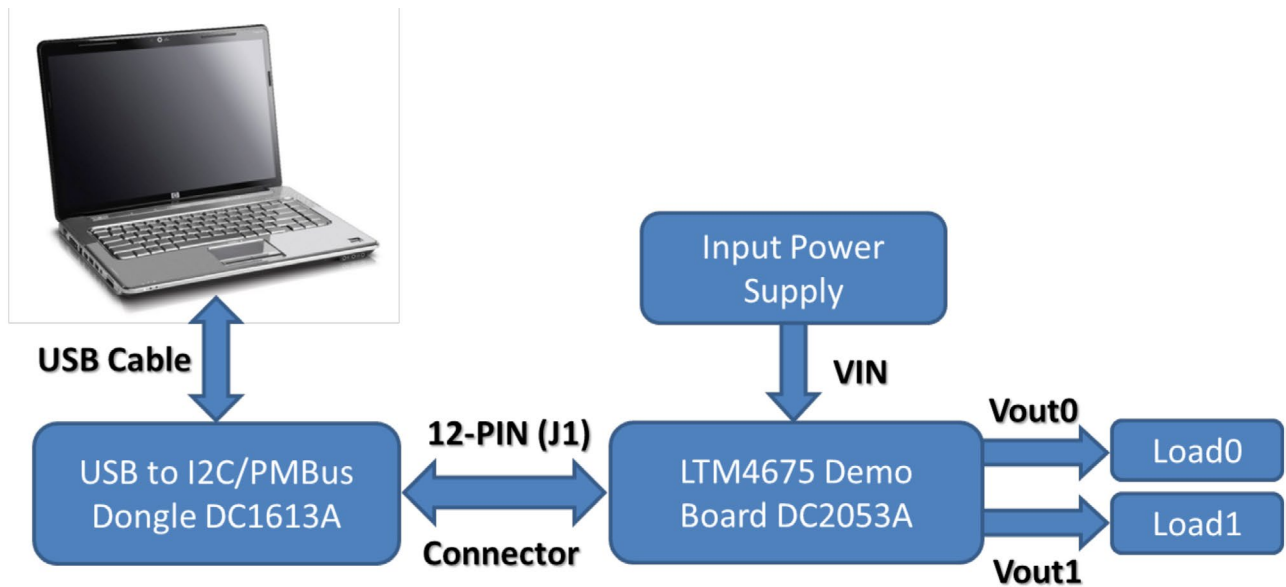 USB Cable
USB to I2C/PMBus
Dongle DC1613A
12-PIN (J1)
Connector
Input Power
Supply
VIN
LTM4675 Demo
Board DC2053A
Vout0
Load0
Load1
Vout1